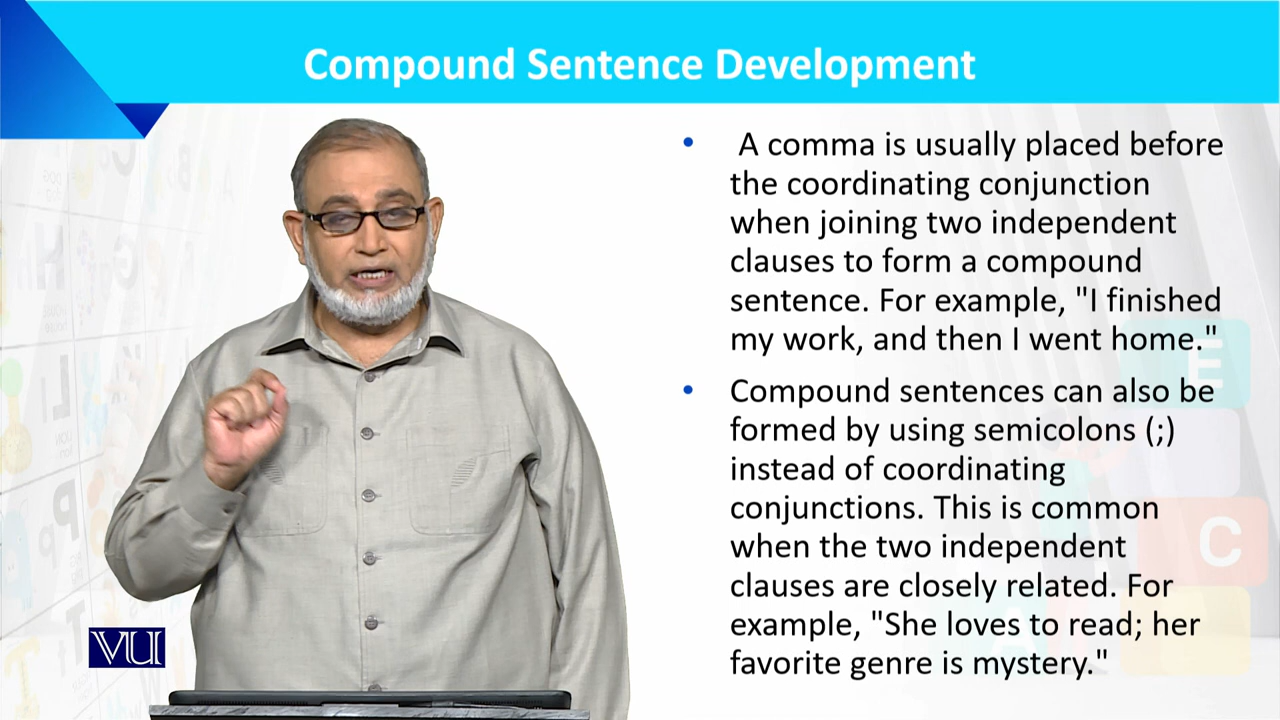 Compound Sentence Development
• A comma is usually placed before
the coordinating conjunction
when joining two independent
clauses to form a compound
sentence. For example, "I finished
my work, and then I went home."
• Compound sentences can also be
formed by using semicolons (;)
instead of coordinating
conjunctions. This is common
when the two independent
clauses are closely related. For
example, "She loves to read; her
favorite genre is mystery."
VU
E
C